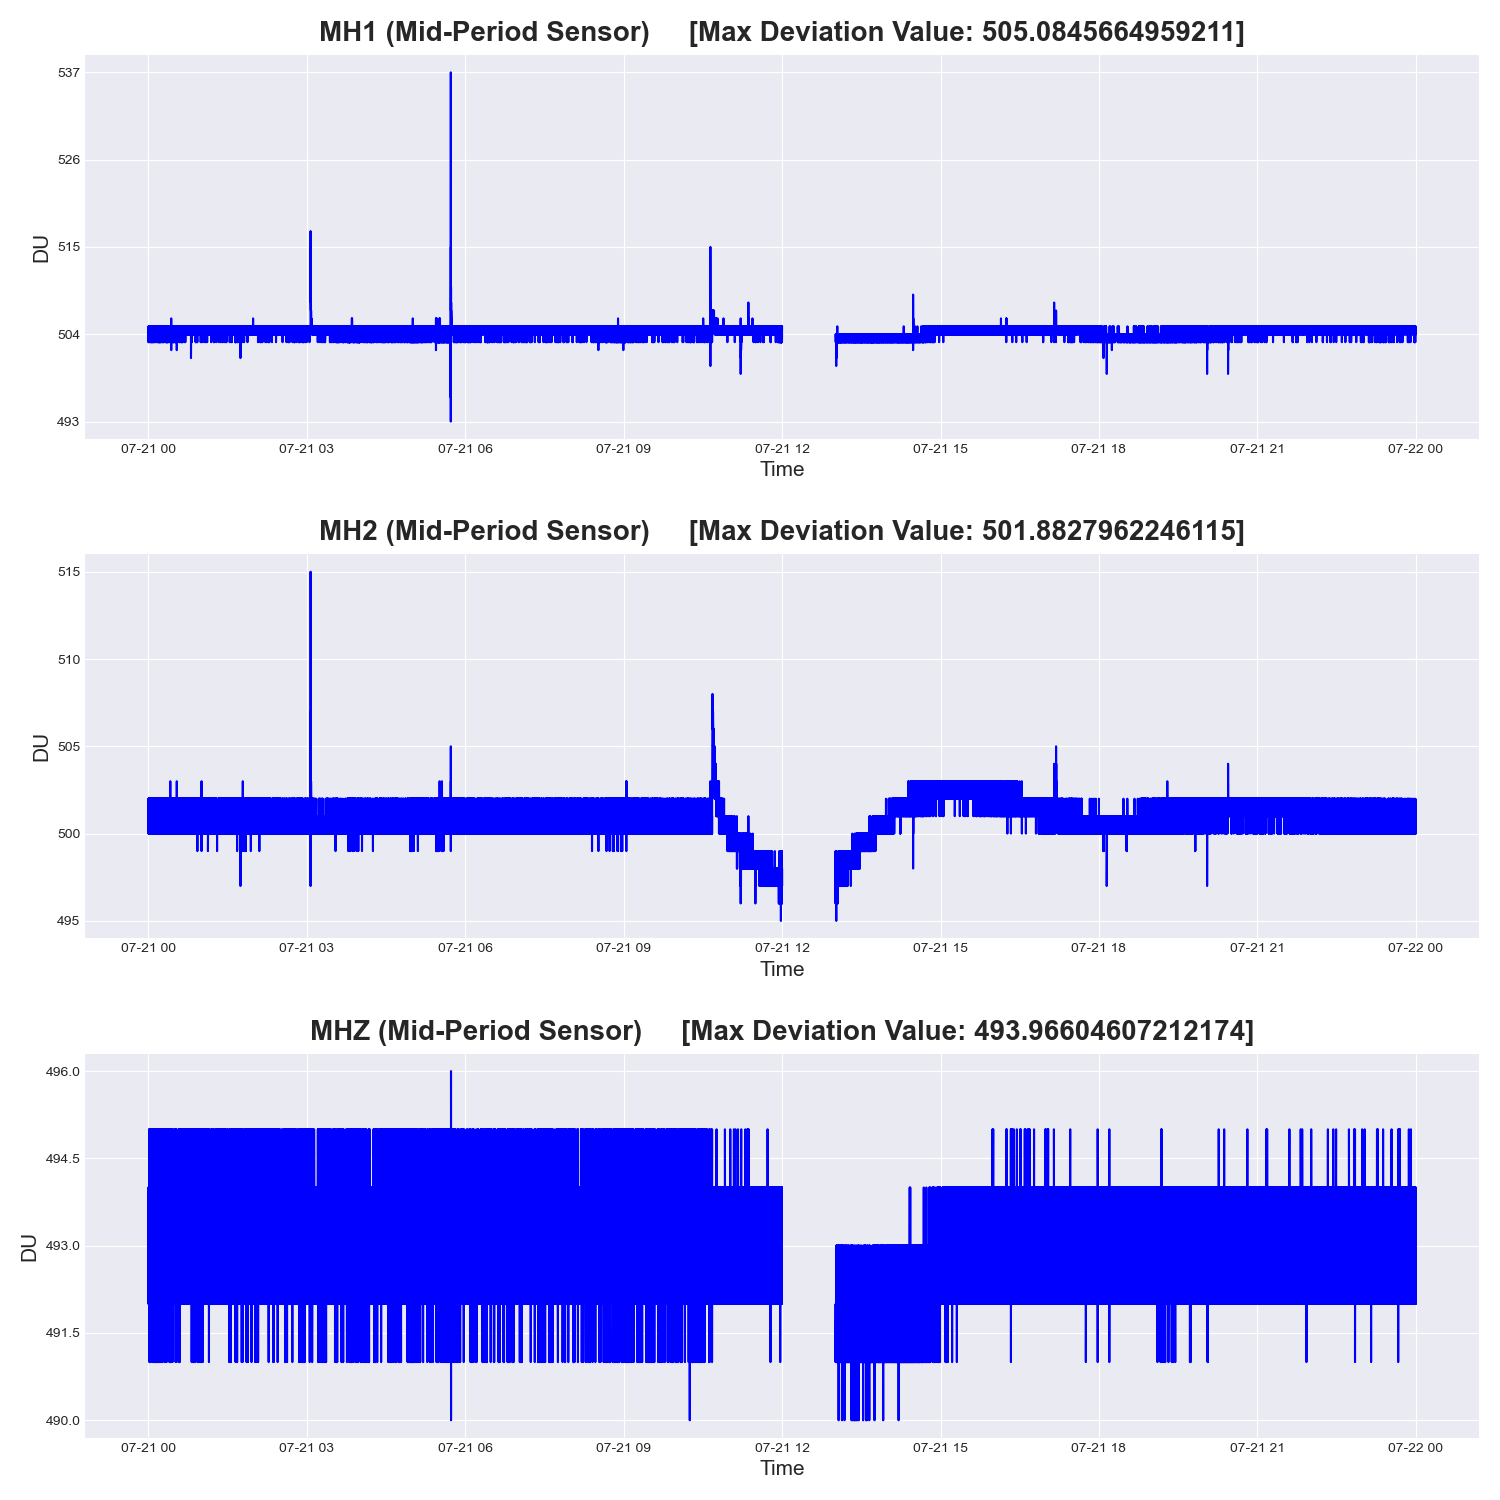 MH1 (Mid-Period Sensor) [Max Deviation Value: 505.0845664959211]
537
526
515
504
493
DU
07-21 00 07-21 03 07-21 06 07-21 09 07-21 12 07-21 15 07-21 18 07-21 21 07-22 00
Time
MH2 (Mid-Period Sensor) [Max Deviation Value: 501.8827962246115]
515
510
505
500
495
DU
07-21 00 07-21 03 07-21 06 07-21 09 07-21 12 07-21 15 07-21 18 07-21 21 07-22 00
Time
MHZ (Mid-Period Sensor) [Max Deviation Value: 493.96604607212174]
496.0
494.5
493.0
491.5
490.0
DU
07-21 00 07-21 03 07-21 06 07-21 09 07-21 12 07-21 15 07-21 18 07-21 21 07-22 00
Time